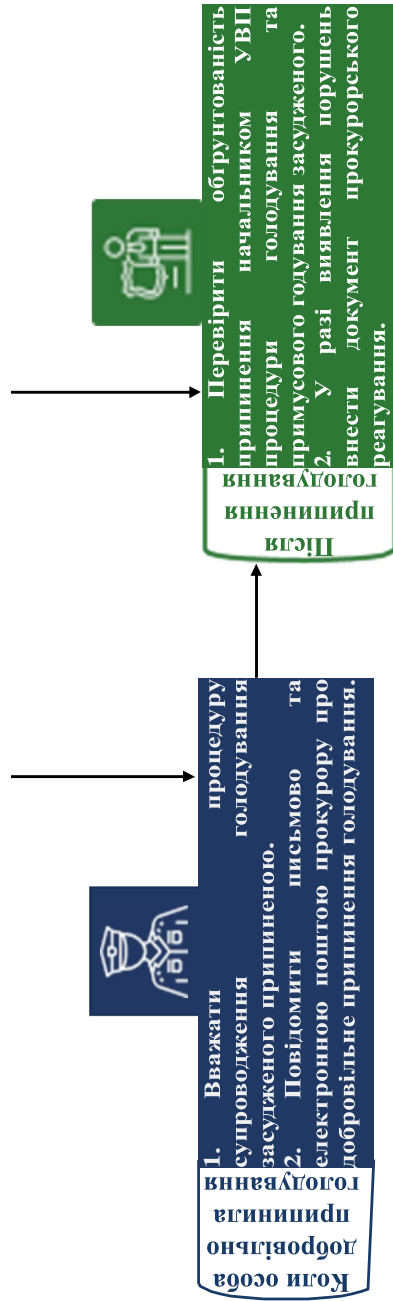 Коли особа
добровільно
припинила
голодування
1. Вважати процедуру
супроводження голодування
засудженого припиненою.
2. Повідомити письмово та
електронною поштою прокурору про
добровільне припинення голодування.
Після
припинення
голодування
1. Перевірити обґрунтованість
припинення начальником УВП
процедури голодування та
примусового годування засудженого.
2. У разі виявлення порушень
внести документ прокурорського
реагування.